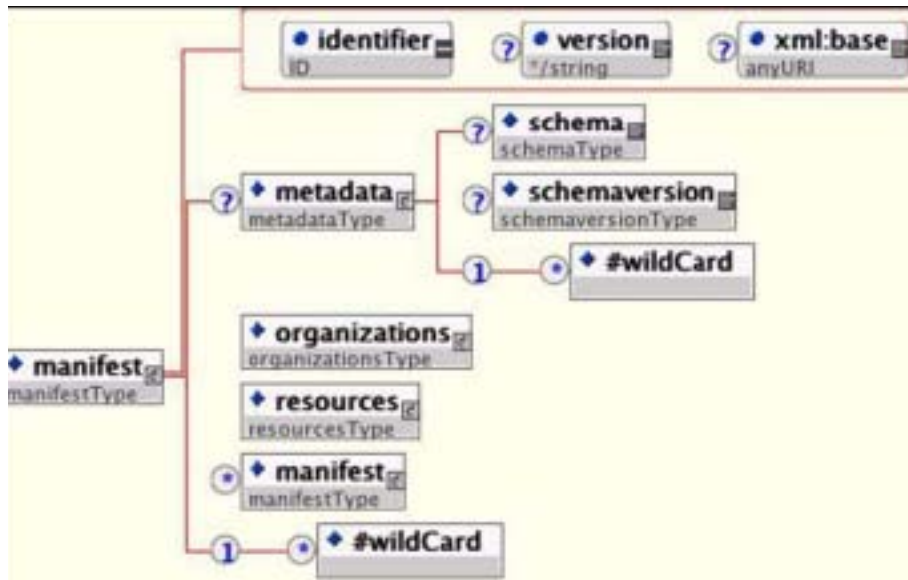 identifier
ID
? version
*/string
? xml:base
anyURI
? schema
schemaType
? metadata
metadataType
? schemaversion
schemaversionType
1 * #wildCard
organizations
organizationsType
manifest
manifestType
resources
resourcesType
* manifest
manifestType
1 * #wildCard